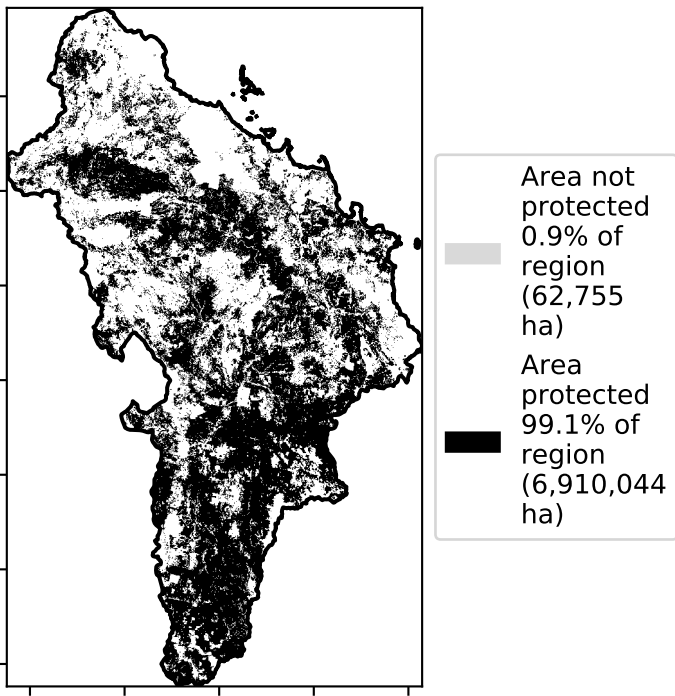 Area not
protected
0.9% of
region
(62,755
ha)
Area
protected
99.1% of
region
(6,910,044
ha)